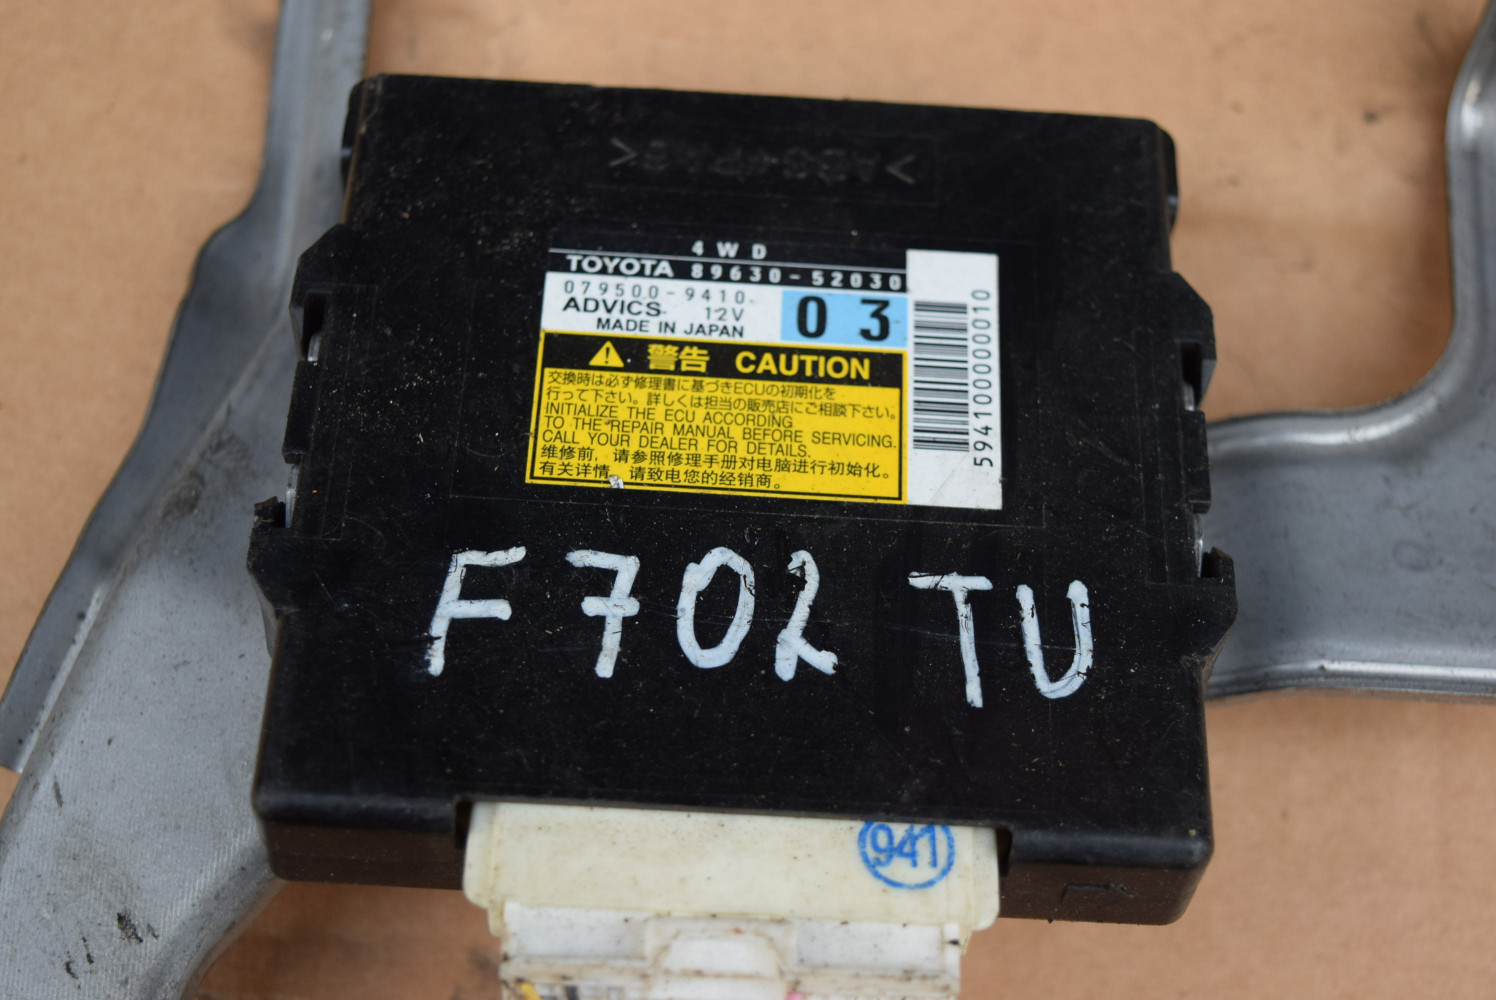 4WD
TOYOTA 89630-52030
079500-9410
ADVICS 12V
MADE IN JAPAN
03
594100000010
警告 CAUTION
交換時は必ず修理書に基づきECUの初期化を
行って下さい。詳しくは担当の販売店にご相談下さい。
INITIALIZE THE ECU ACCORDING
TO THE REPAIR MANUAL BEFORE SERVICING.
CALL YOUR DEALER FOR DETAILS.
维修前，请参照修理手册对电脑进行初始化。
有关详情，请致电您的经销商。
F702 TU
941